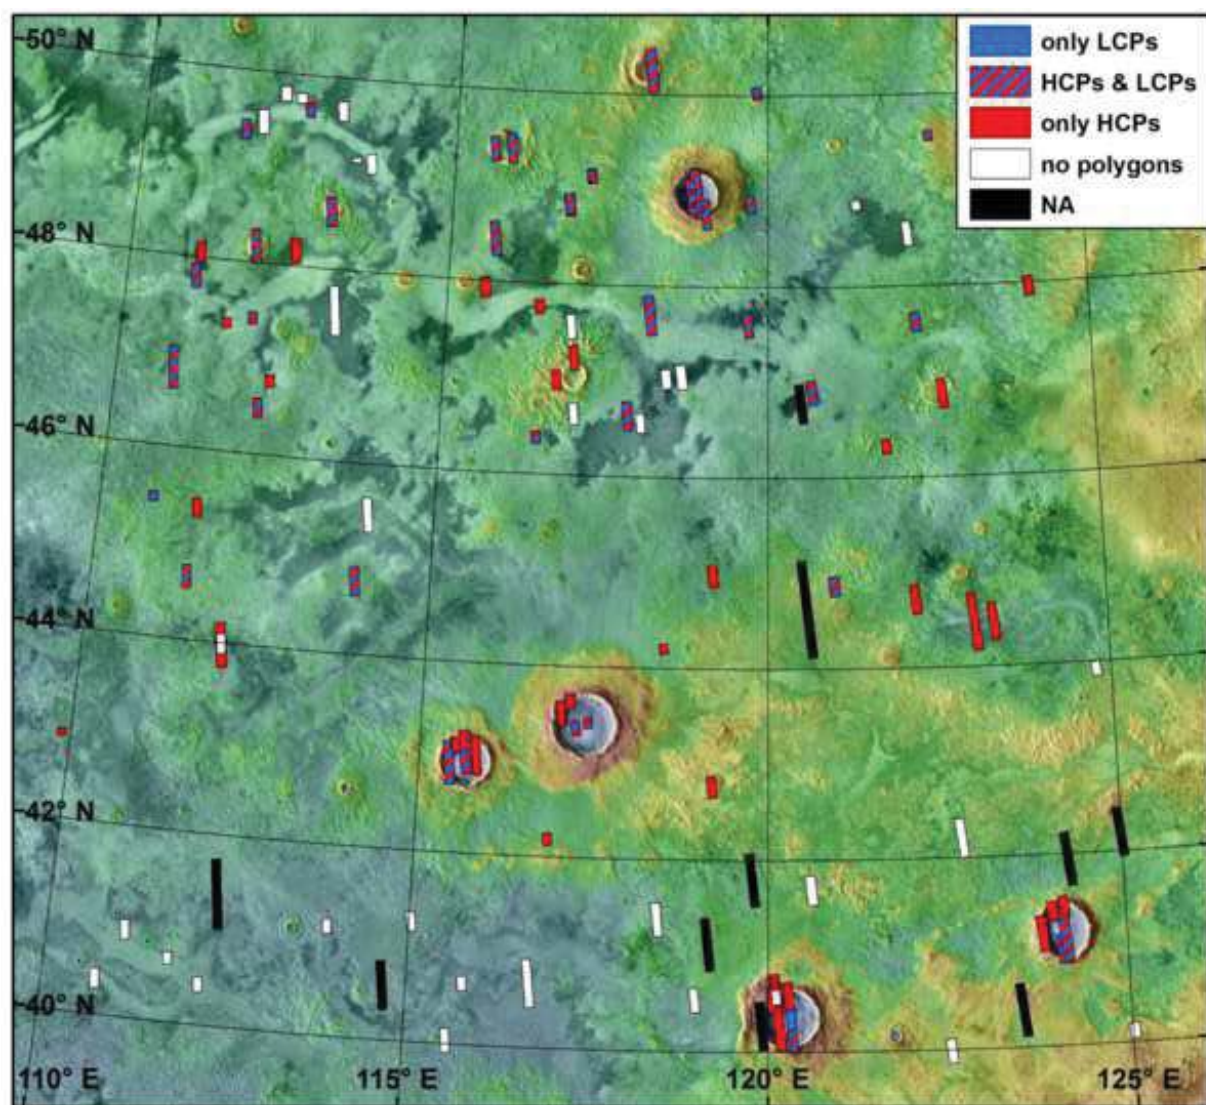 50° N
only LCPs
HCPs & LCPs
only HCPs
no polygons
NA
48° N
46° N
44° N
42° N
40° N
110° E
115° E
120° E
125° E